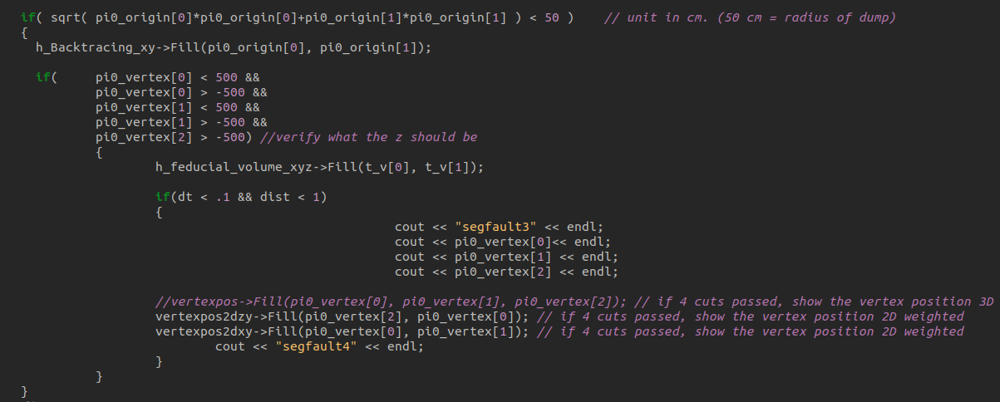 if( sqrt( pi0_origin[0]*pi0_origin[0]+pi0_origin[1]*pi0_origin[1] ) < 50 )    // unit in cm. (50 cm = radius of dump)
{
  h_Backtracing_xy->Fill(pi0_origin[0], pi0_origin[1]);
  if(     pi0_vertex[0] < 500 &&
          pi0_vertex[0] > -500 &&
          pi0_vertex[1] < 500 &&
          pi0_vertex[1] > -500 &&
          pi0_vertex[2] > -500) //verify what the z should be
          {
                  h_feducial_volume_xyz->Fill(t_v[0], t_v[1]);
                  if(dt < .1 && dist < 1)
                  {
                                                  cout << "segfault3" << endl;
                                                  cout << pi0_vertex[0]<< endl;
                                                  cout << pi0_vertex[1] << endl;
                                                  cout << pi0_vertex[2] << endl;
                  //vertexpos->Fill(pi0_vertex[0], pi0_vertex[1], pi0_vertex[2]); // if 4 cuts passed, show the vertex position 3D
                  vertexpos2dzy->Fill(pi0_vertex[2], pi0_vertex[0]); // if 4 cuts passed, show the vertex position 2D weighted
                  vertexpos2dxy->Fill(pi0_vertex[0], pi0_vertex[1]); // if 4 cuts passed, show the vertex position 2D weighted
                          cout << "segfault4" << endl;
                  }
          }
}